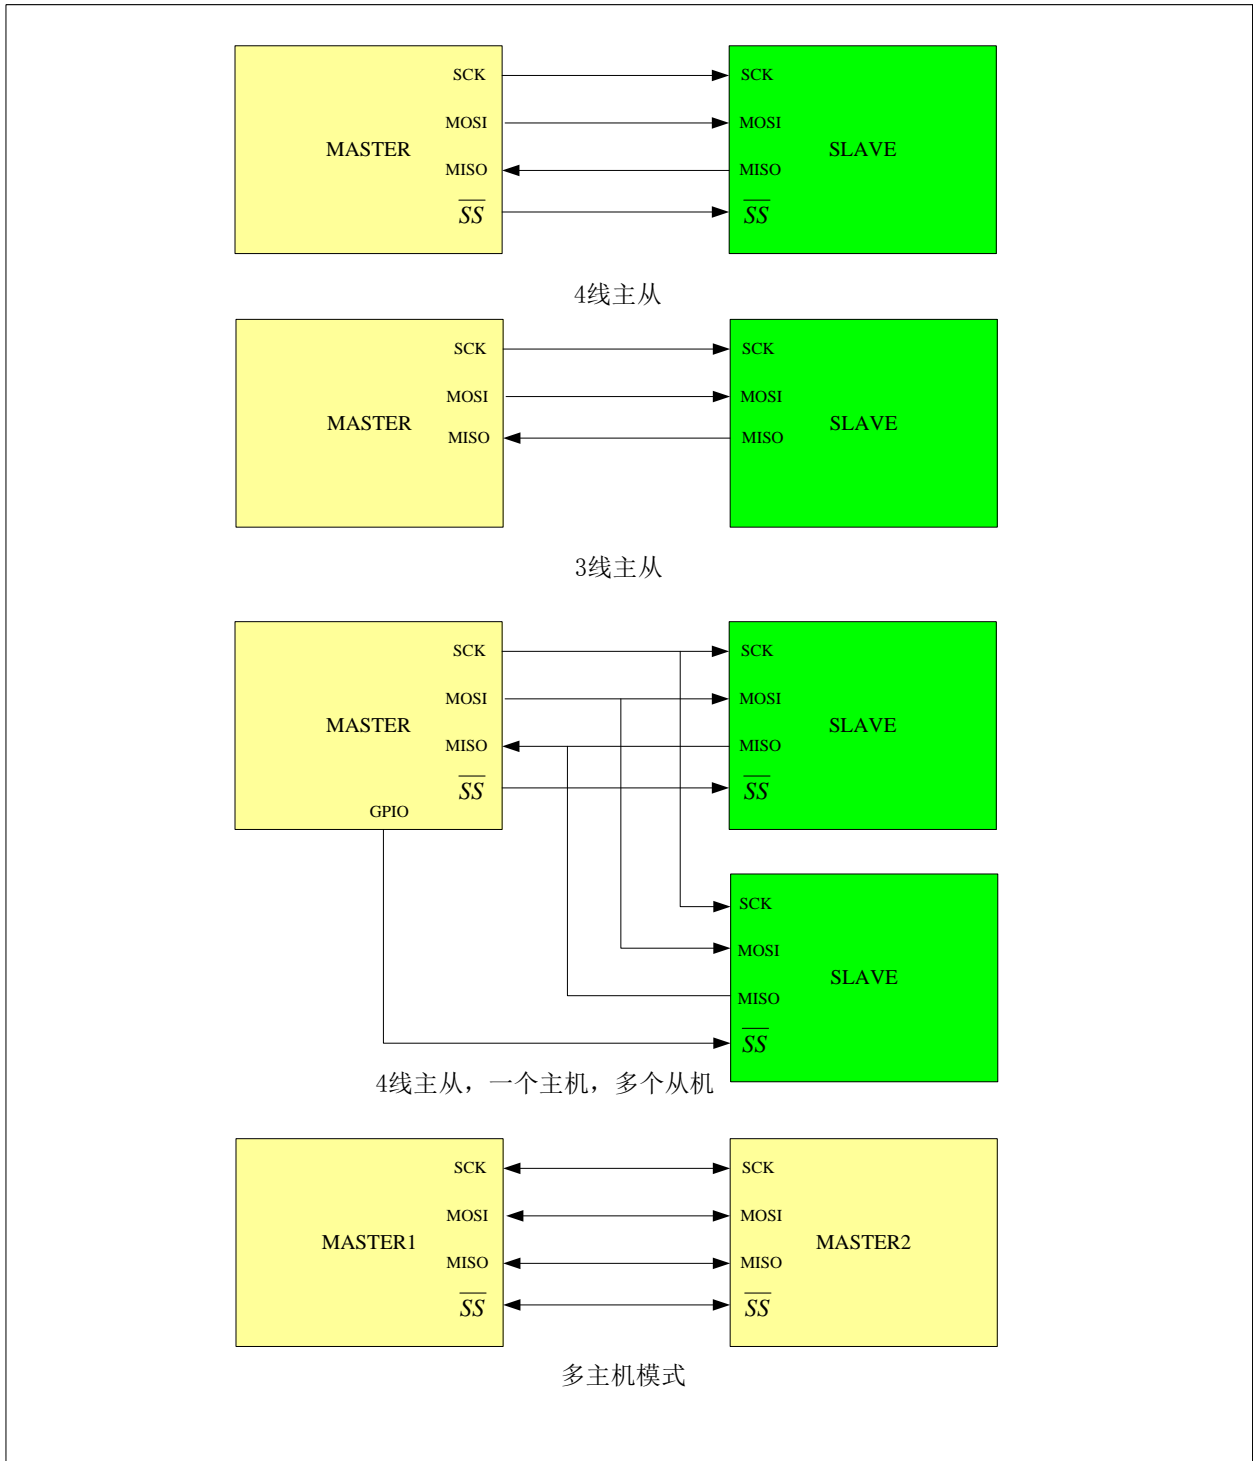 SCK SCK
MOSI MOSI
MASTER SLAVE
MISO MISO
SS SS
4线主从
SCK SCK
MOSI MOSI
MASTER SLAVE
MISO MISO
3线主从
SCK SCK
MOSI MOSI
MASTER SLAVE
MISO MISO
SS SS
GPIO
SCK
MOSI
SLAVE
MISO
SS
4线主从，一个主机，多个从机
SCK SCK
MOSI MOSI
MASTER1 MASTER2
MISO MISO
SS SS
多主机模式